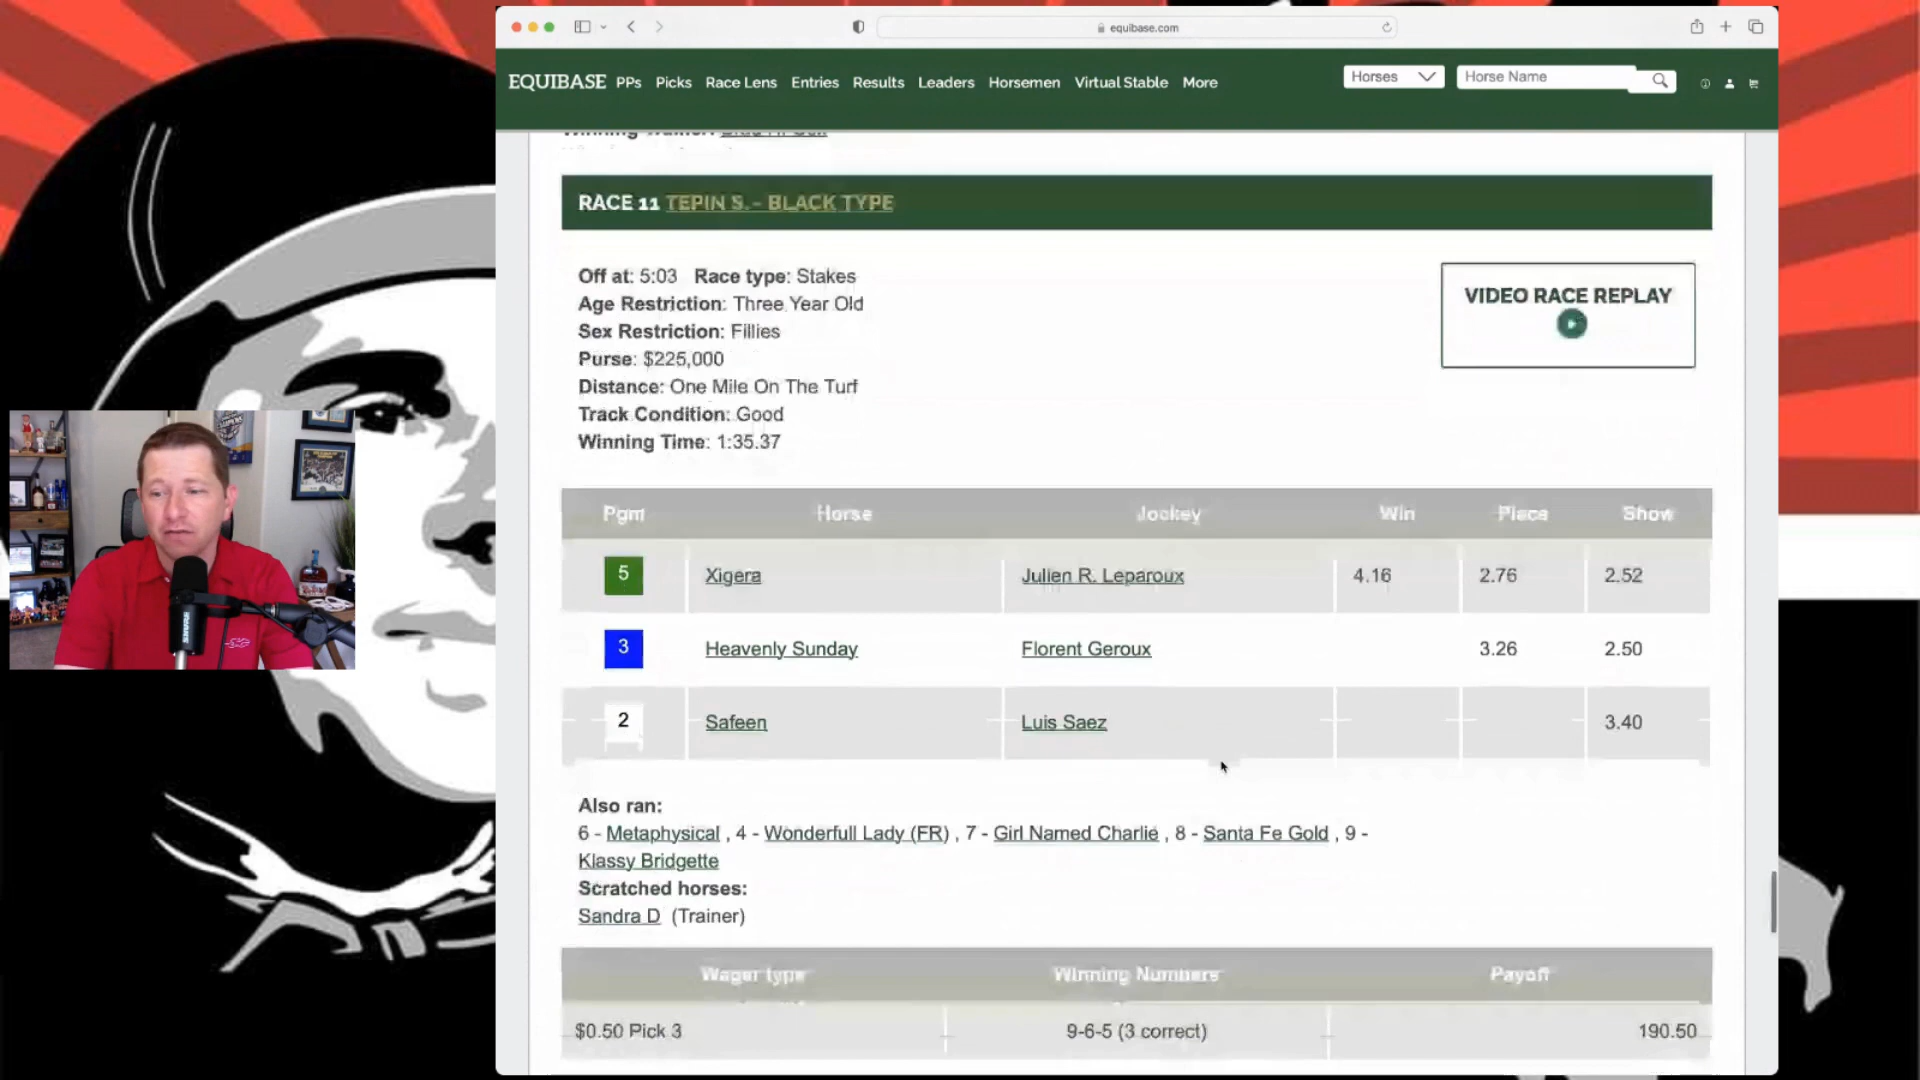 equibase.com
EQUIBASE PPs Picks Race Lens Entries Results Leaders Horsemen Virtual Stable More Horses Horse Name
RACE 11 TEPIN S. - BLACK TYPE
Off at: 5:03 Race type: Stakes
Age Restriction: Three Year Old
Sex Restriction: Fillies
Purse: $225,000
Distance: One Mile On The Turf
Track Condition: Good
Winning Time: 1:35.37
VIDEO RACE REPLAY
Pgm Horse Jockey Win Place Show
5 Xigera Julien R. Leparoux 4.16 2.76 2.52
3 Heavenly Sunday Florent Geroux 3.26 2.50
2 Safeen Luis Saez 3.40
Also ran:
6 - Metaphysical , 4 - Wonderfull Lady (FR) , 7 - Girl Named Charlie , 8 - Santa Fe Gold , 9 -
Klassy Bridgette
Scratched horses:
Sandra D (Trainer)
Wager type Winning Numbers Payoff
$0.50 Pick 3 9-6-5 (3 correct) 190.50
SHURE